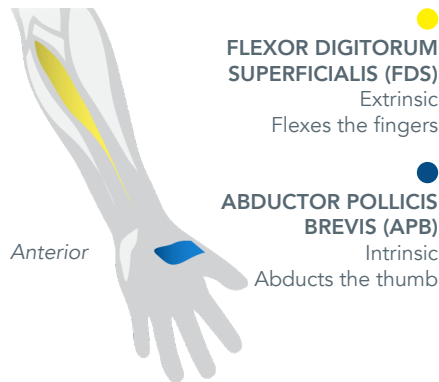 FLEXOR DIGITORUM
SUPERFICIALIS (FDS)
Extrinsic
Flexes the fingers
ABDUCTOR POLLICIS
BREVIS (APB)
Intrinsic
Abducts the thumb
Anterior